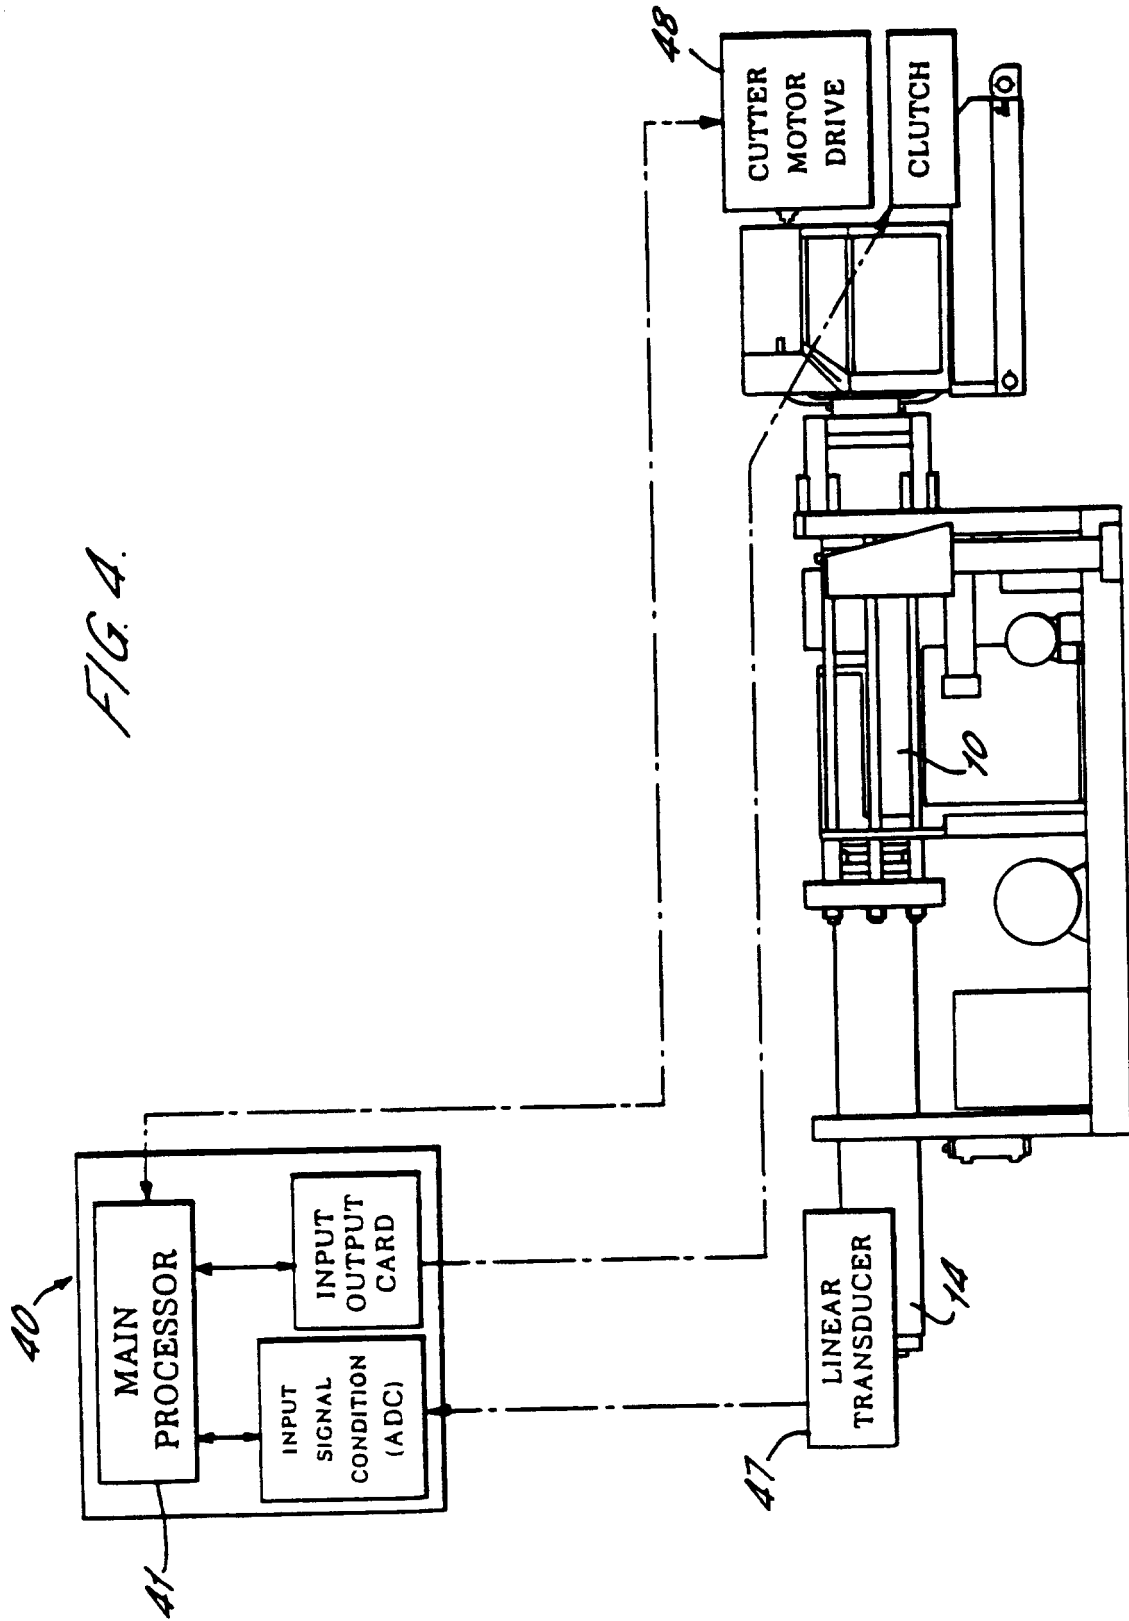 FIG. 4.
40
41
MAIN
PROCESSOR
INPUT
SIGNAL
CONDITION
(ADC)
INPUT
OUTPUT
CARD
47
LINEAR
TRANSDUCER
14
10
48
CUTTER
MOTOR
DRIVE
CLUTCH